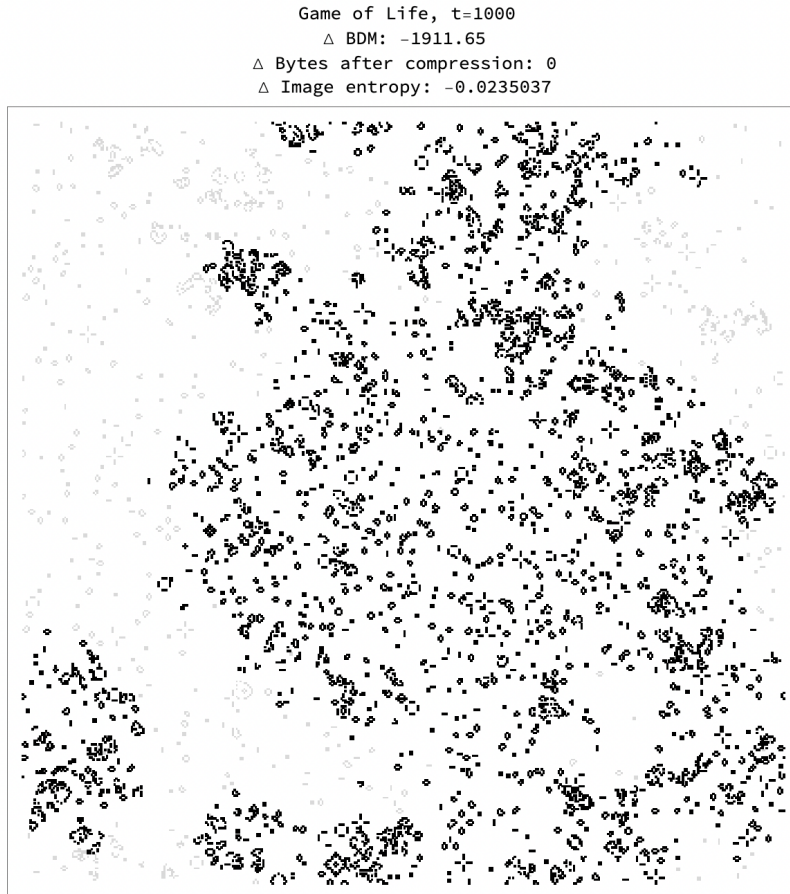 Game of Life, t=1000
△ BDM: -1911.65
△ Bytes after compression: 0
△ Image entropy: -0.0235037